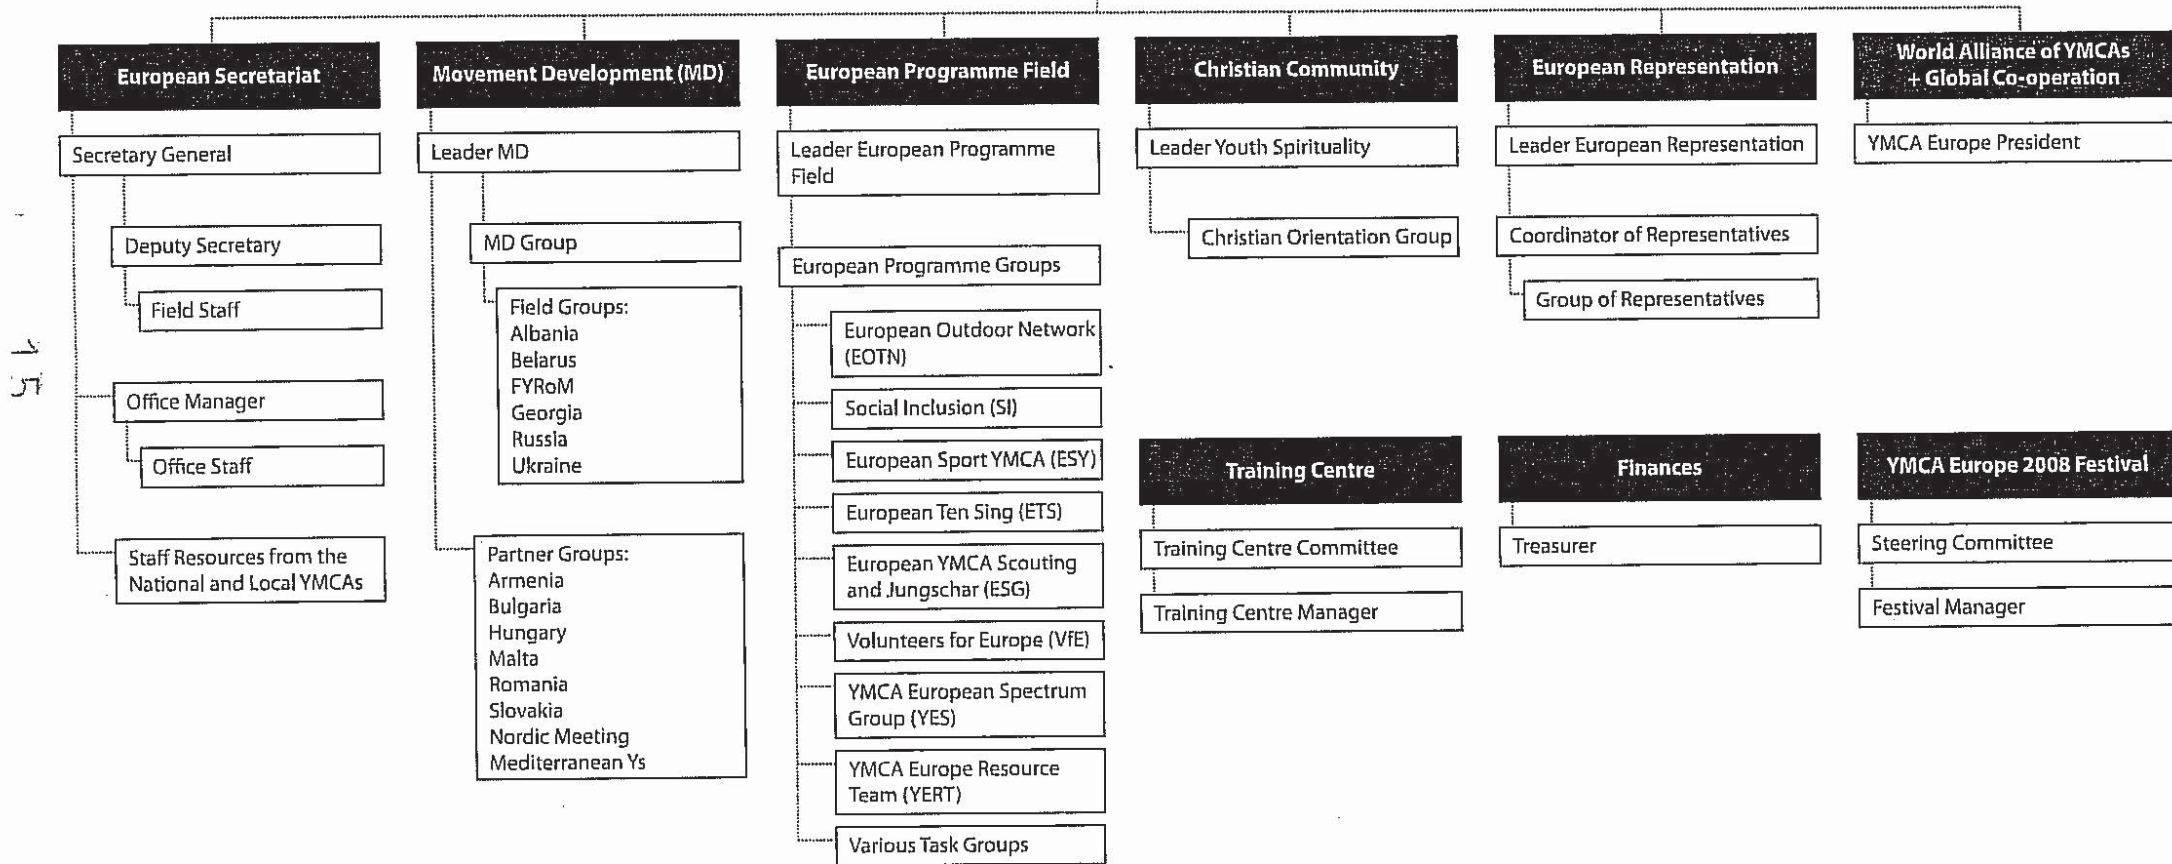 European Secretariat
Secretary General
Deputy Secretary
Field Staff
Office Manager
Office Staff
Staff Resources from the
National and Local YMCAs
Movement Development (MD)
Leader MD
MD Group
Field Groups:
Albania
Belarus
FYRoM
Georgia
Russia
Ukraine
Partner Groups:
Armenia
Bulgaria
Hungary
Malta
Romania
Slovakia
Nordic Meeting
Mediterranean Ys
European Programme Field
Leader European Programme
Field
European Programme Groups
European Outdoor Network
(EOTN)
Social Inclusion (SI)
European Sport YMCA (ESY)
European Ten Sing (ETS)
European YMCA Scouting
and Jungschar (ESG)
Volunteers for Europe (VfE)
YMCA European Spectrum
Group (YES)
YMCA Europe Resource
Team (YERT)
Various Task Groups
Christian Community
Leader Youth Spirituality
Christian Orientation Group
European Representation
Leader European Representation
Coordinator of Representatives
Group of Representatives
World Alliance of YMCAs
+ Global Co-operation
YMCA Europe President
Training Centre
Training Centre Committee
Training Centre Manager
Finances
Treasurer
YMCA Europe 2008 Festival
Steering Committee
Festival Manager
15